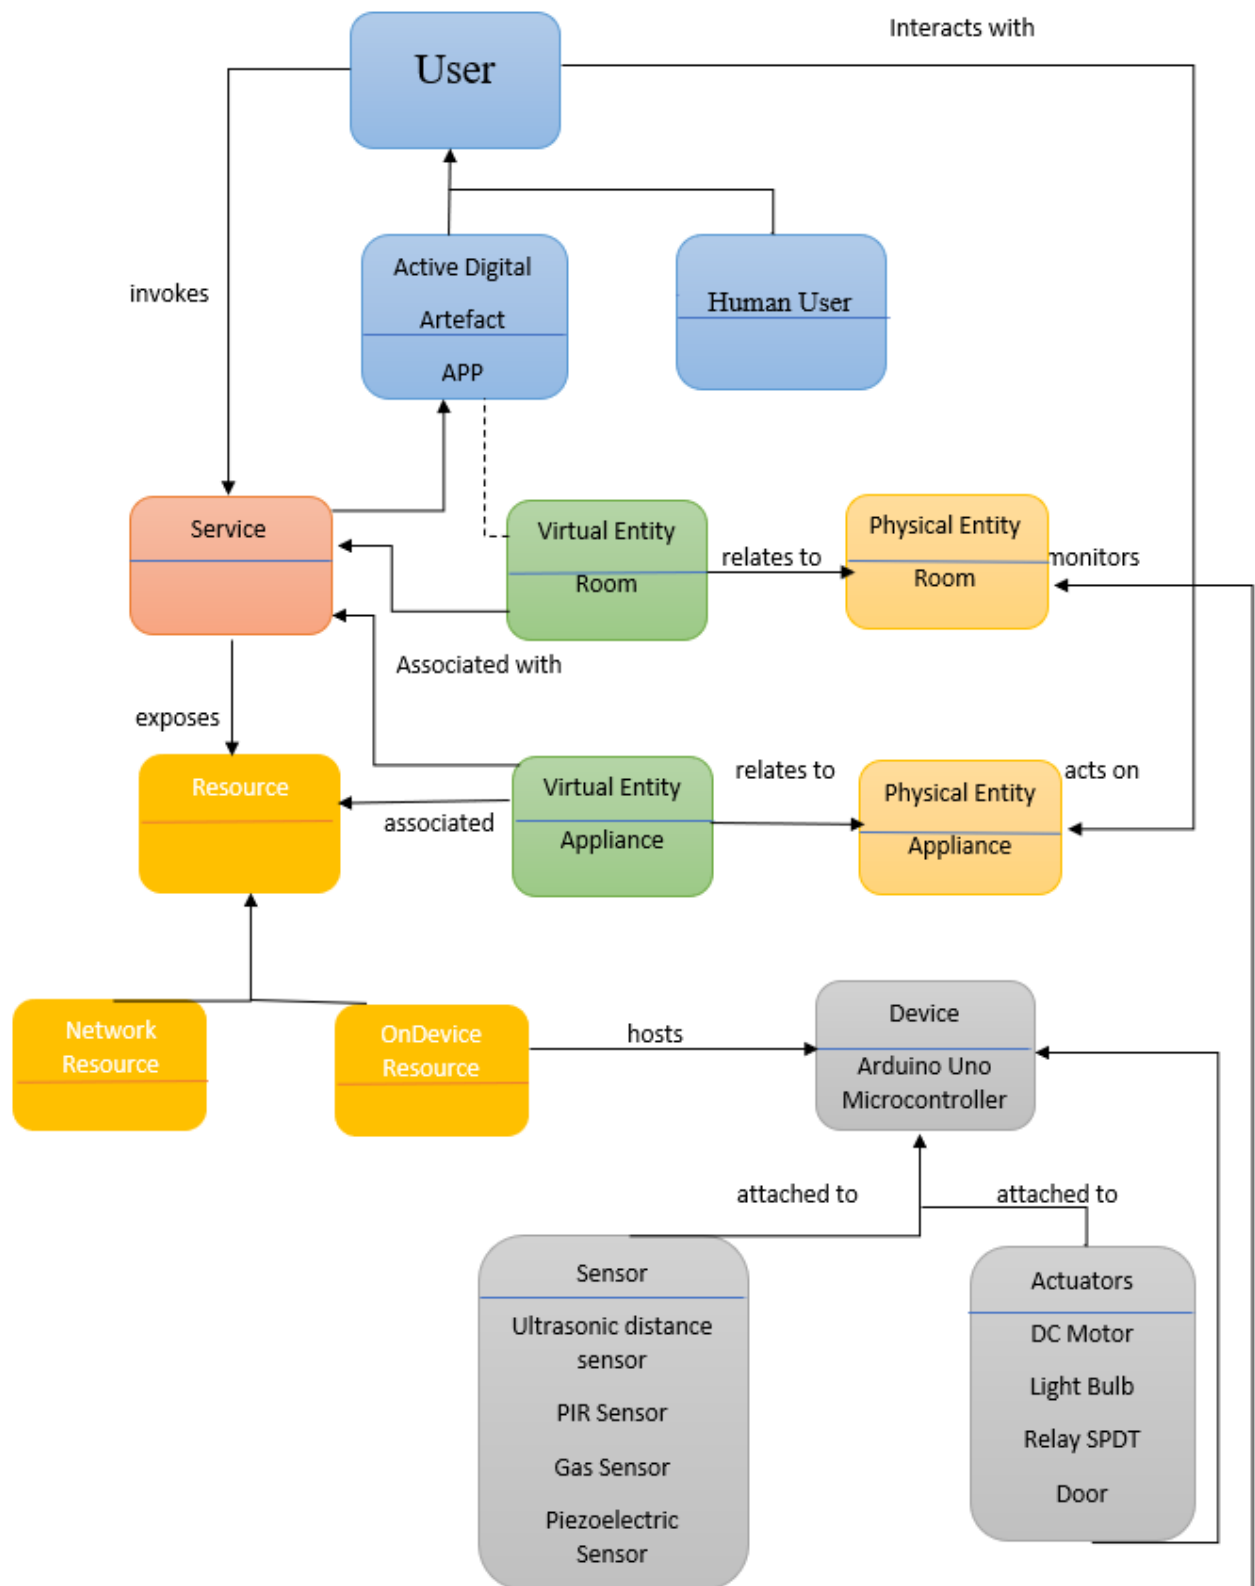 Interacts with
User
invokes
Active Digital
Artefact
APP
Human User
Service
Virtual Entity
Room
relates to
Physical Entity
Room
monitors
Associated with
exposes
Resource
associated
Virtual Entity
Appliance
relates to
Physical Entity
Appliance
acts on
Network
Resource
OnDevice
Resource
hosts
Device
Arduino Uno
Microcontroller
attached to
attached to
Sensor
Ultrasonic distance
sensor
PIR Sensor
Gas Sensor
Piezoelectric
Sensor
Actuators
DC Motor
Light Bulb
Relay SPDT
Door